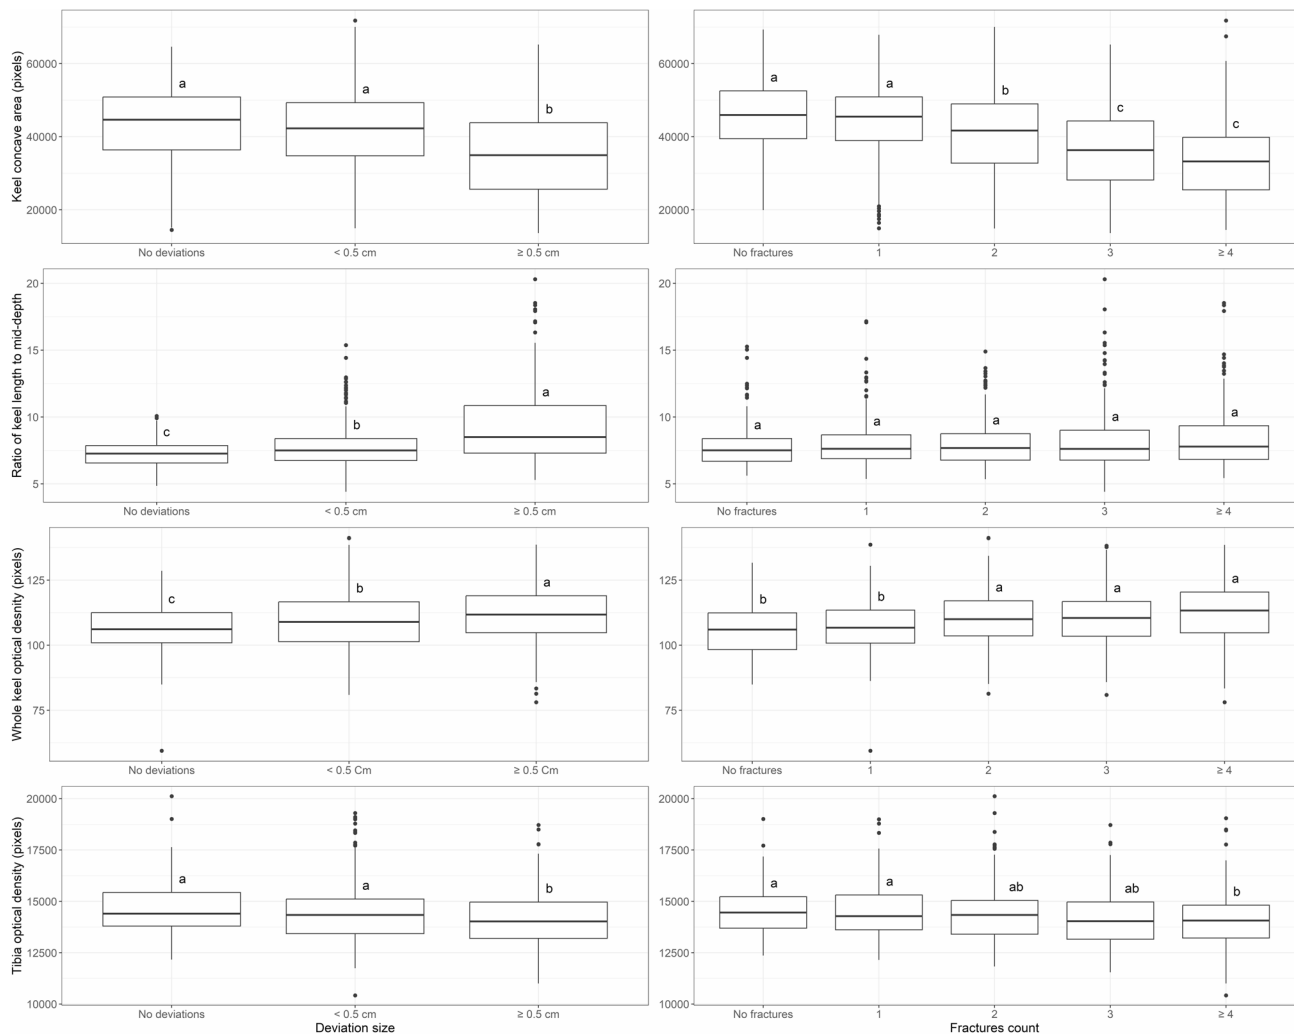 Keel concave area (pixels)
60000
40000
20000
a
a
b
No deviations
< 0.5 cm
≥ 0.5 cm
60000
40000
20000
a
a
b
c
c
No fractures
1
2
3
≥ 4
Ratio of keel length to mid-depth
20
15
10
5
c
b
a
No deviations
< 0.5 cm
≥ 0.5 cm
20
15
10
5
a
a
a
a
a
No fractures
1
2
3
≥ 4
Whole keel optical desnity (pixels)
125
100
75
c
b
a
No deviations
< 0.5 Cm
≥ 0.5 Cm
125
100
75
b
b
a
a
a
No fractures
1
2
3
≥ 4
Tibia optical density (pixels)
20000
17500
15000
12500
10000
a
a
b
No deviations
< 0.5 cm
≥ 0.5 cm
Deviation size
20000
17500
15000
12500
10000
a
a
ab
ab
b
No fractures
1
2
3
≥ 4
Fractures count